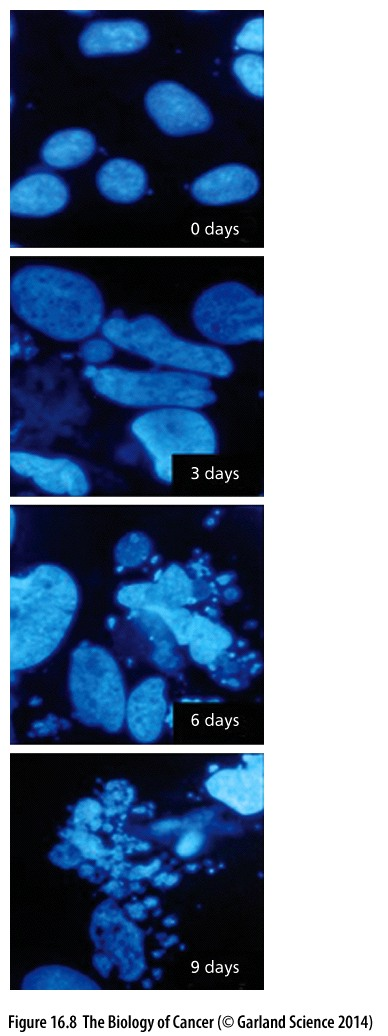 0 days
3 days
6 days
9 days
Figure 16.8 The Biology of Cancer (© Garland Science 2014)